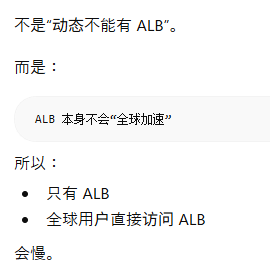 不是“动态不能有 ALB”。
而是：
ALB 本身不会“全球加速”
所以：
• 只有 ALB
• 全球用户直接访问 ALB
会慢。